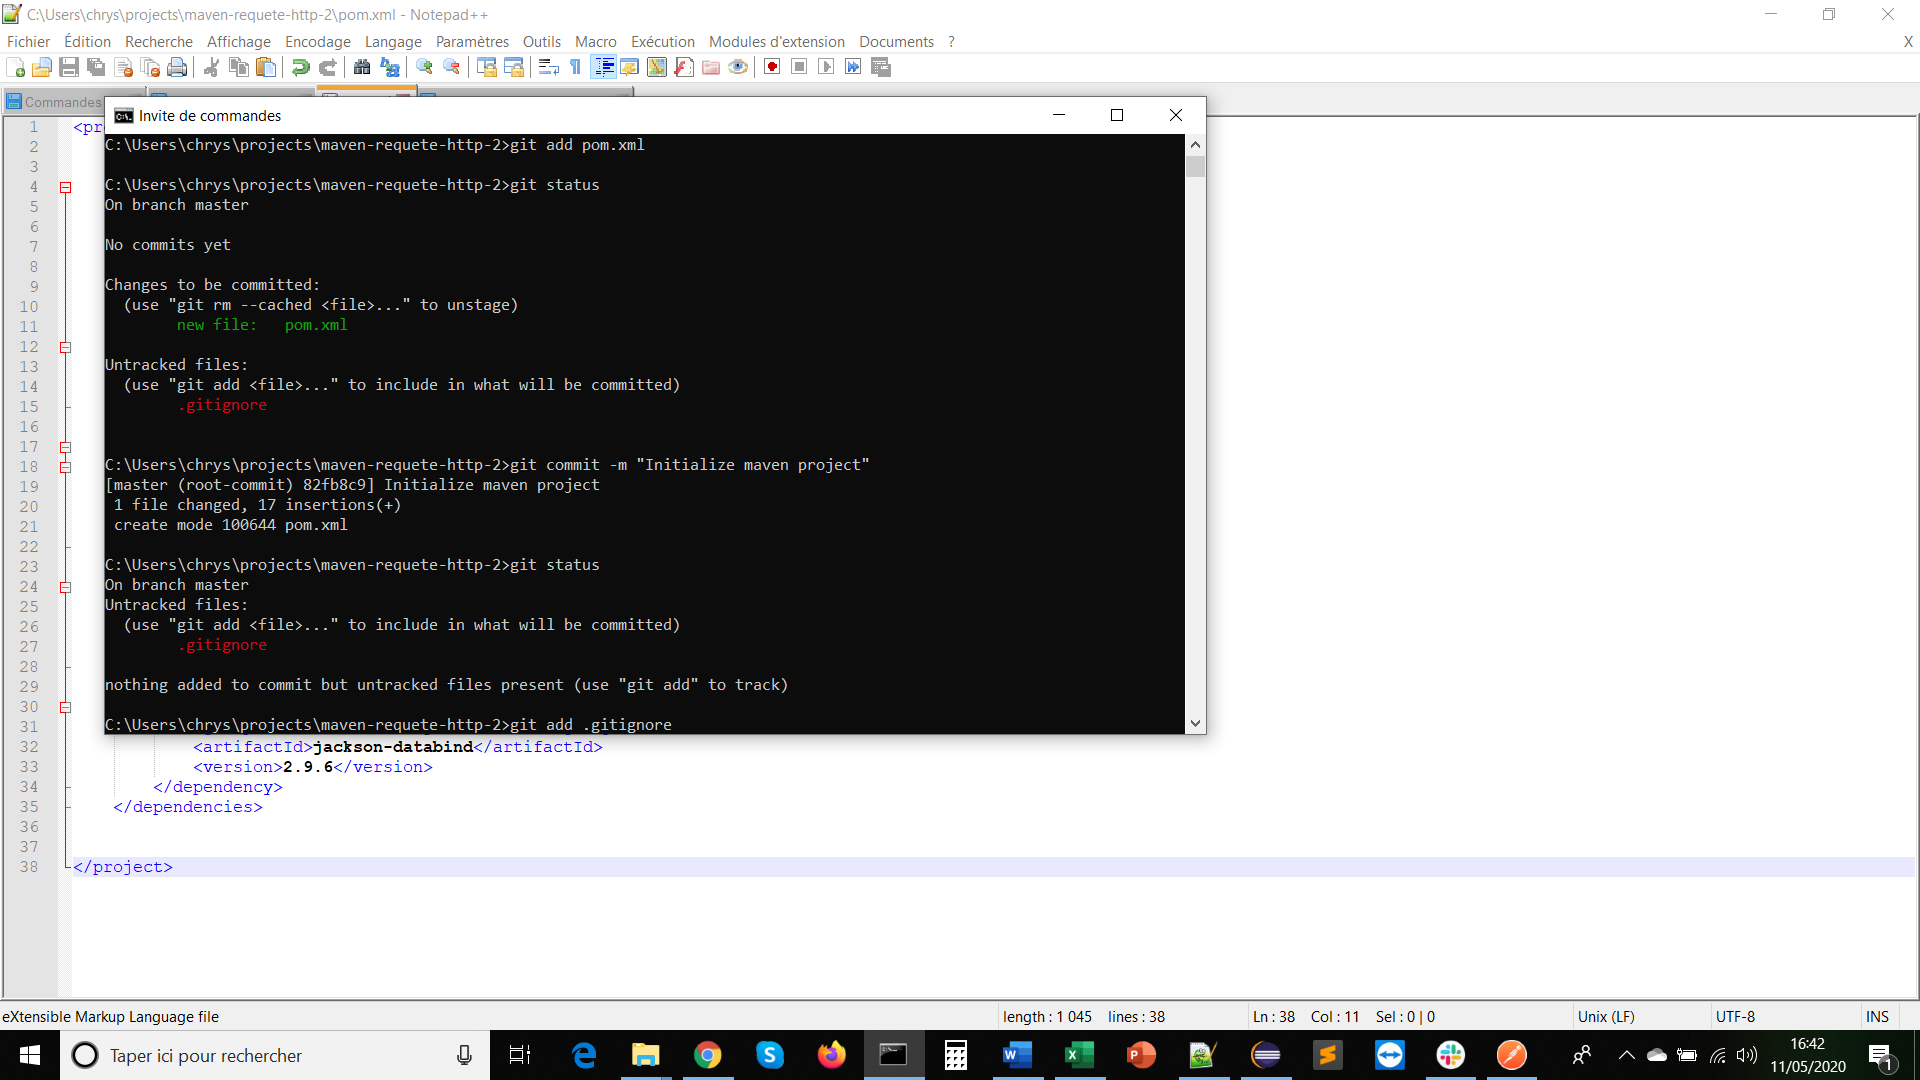 C:\Users\chrys\projects\maven-requete-http-2\pom.xml - Notepad++
Fichier Édition Recherche Affichage Encodage Langage Paramètres Outils Macro Exécution Modules d'extension Documents ? X
Commandes
Invite de commandes
1 <pr
2
3
4
5
6
7
8
9
10
11
12
13
14
15
16
17
18
19
20
21
22
23
24
25
26
27
28
29
30
31
C:\Users\chrys\projects\maven-requete-http-2>git add pom.xml
C:\Users\chrys\projects\maven-requete-http-2>git status
On branch master
No commits yet
Changes to be committed:
(use "git rm --cached <file>..." to unstage)
new file: pom.xml
Untracked files:
(use "git add <file>..." to include in what will be committed)
.gitignore
C:\Users\chrys\projects\maven-requete-http-2>git commit -m "Initialize maven project"
[master (root-commit) 82fb8c9] Initialize maven project
1 file changed, 17 insertions(+)
create mode 100644 pom.xml
C:\Users\chrys\projects\maven-requete-http-2>git status
On branch master
Untracked files:
(use "git add <file>..." to include in what will be committed)
.gitignore
nothing added to commit but untracked files present (use "git add" to track)
C:\Users\chrys\projects\maven-requete-http-2>git add .gitignore
32 <artifactId>jackson-databind</artifactId>
33 <version>2.9.6</version>
34 </dependency>
35 </dependencies>
36
37
38 </project>
eXtensible Markup Language file length : 1 045 lines : 38 Ln : 38 Col : 11 Sel : 0 | 0 Unix (LF) UTF-8 INS
Taper ici pour rechercher
16:42
11/05/2020
1